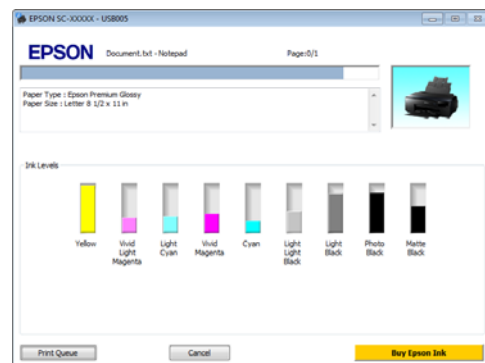 EPSON SC-XXXXX - USB005
EPSON
Document.txt - Notepad
Page:0/1
Paper Type : Epson Premium Glossy
Paper Size : Letter 8 1/2 x 11 in
Ink Levels
Yellow
Vivid
Light
Magenta
Light
Cyan
Vivid
Magenta
Cyan
Light
Light
Black
Light
Black
Photo
Black
Matte
Black
Print Queue
Cancel
Buy Epson Ink